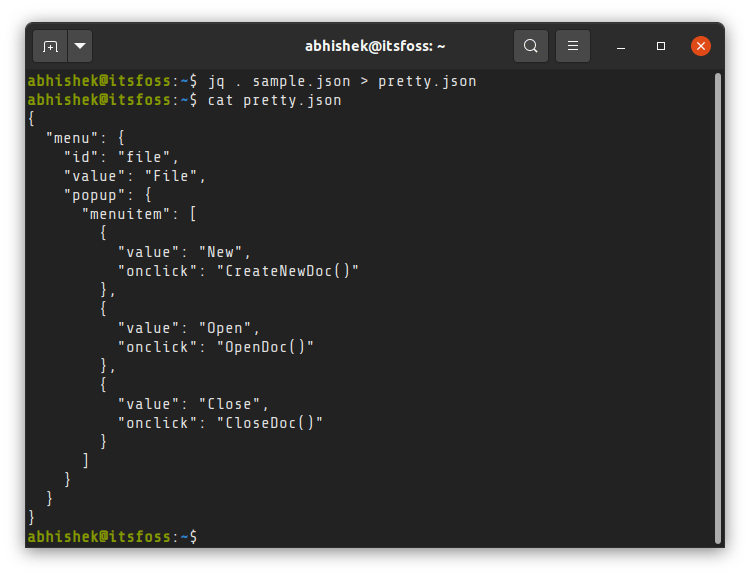 abhishek@itsfoss: ~
abhishek@itsfoss:~$ jq . sample.json > pretty.json
abhishek@itsfoss:~$ cat pretty.json
{
  "menu": {
    "id": "file",
    "value": "File",
    "popup": {
      "menuitem": [
        {
          "value": "New",
          "onclick": "CreateNewDoc()"
        },
        {
          "value": "Open",
          "onclick": "OpenDoc()"
        },
        {
          "value": "Close",
          "onclick": "CloseDoc()"
        }
      ]
    }
  }
}
abhishek@itsfoss:~$